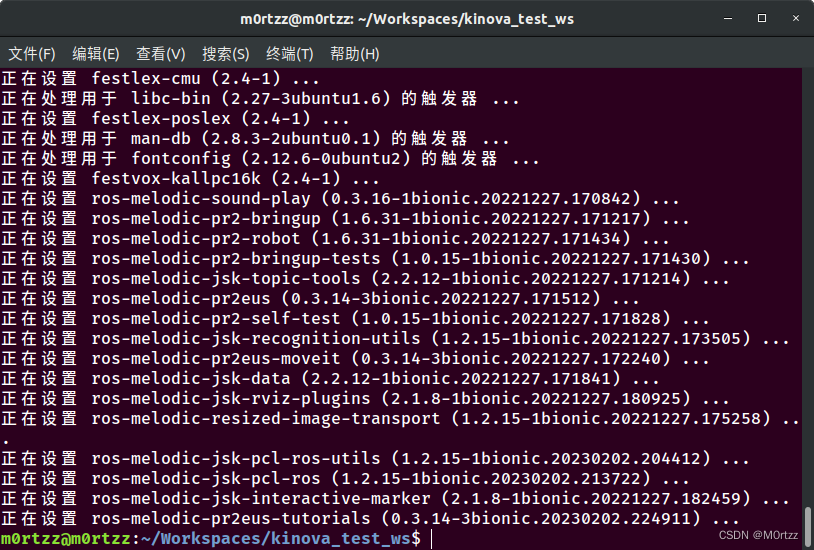 m0rtzz@m0rtzz: ~/Workspaces/kinova_test_ws
文件(F) 编辑(E) 查看(V) 搜索(S) 终端(T) 帮助(H)
正在设置 festlex-cmu (2.4-1) ...
正在处理用于 libc-bin (2.27-3ubuntu1.6) 的触发器 ...
正在设置 festlex-poslex (2.4-1) ...
正在处理用于 man-db (2.8.3-2ubuntu0.1) 的触发器 ...
正在处理用于 fontconfig (2.12.6-0ubuntu2) 的触发器 ...
正在设置 festvox-kallpc16k (2.4-1) ...
正在设置 ros-melodic-sound-play (0.3.16-1bionic.20221227.170842) ...
正在设置 ros-melodic-pr2-bringup (1.6.31-1bionic.20221227.171217) ...
正在设置 ros-melodic-pr2-robot (1.6.31-1bionic.20221227.171434) ...
正在设置 ros-melodic-pr2-bringup-tests (1.0.15-1bionic.20221227.171430) ...
正在设置 ros-melodic-jsk-topic-tools (2.2.12-1bionic.20221227.171214) ...
正在设置 ros-melodic-pr2eus (0.3.14-3bionic.20221227.171512) ...
正在设置 ros-melodic-pr2-self-test (1.0.15-1bionic.20221227.171828) ...
正在设置 ros-melodic-jsk-recognition-utils (1.2.15-1bionic.20221227.173505) ...
正在设置 ros-melodic-pr2eus-moveit (0.3.14-3bionic.20221227.172240) ...
正在设置 ros-melodic-jsk-data (2.2.12-1bionic.20221227.171841) ...
正在设置 ros-melodic-jsk-rviz-plugins (2.1.8-1bionic.20221227.180925) ...
正在设置 ros-melodic-resized-image-transport (1.2.15-1bionic.20221227.175258) ..
.
正在设置 ros-melodic-jsk-pcl-ros-utils (1.2.15-1bionic.20230202.204412) ...
正在设置 ros-melodic-jsk-pcl-ros (1.2.15-1bionic.20230202.213722) ...
正在设置 ros-melodic-jsk-interactive-marker (2.1.8-1bionic.20221227.182459) ...
正在设置 ros-melodic-pr2eus-tutorials (0.3.14-3bionic.20230202.224911) ...
m0rtzz@m0rtzz:~/Workspaces/kinova_test_ws$
CSDN @M0rtzz